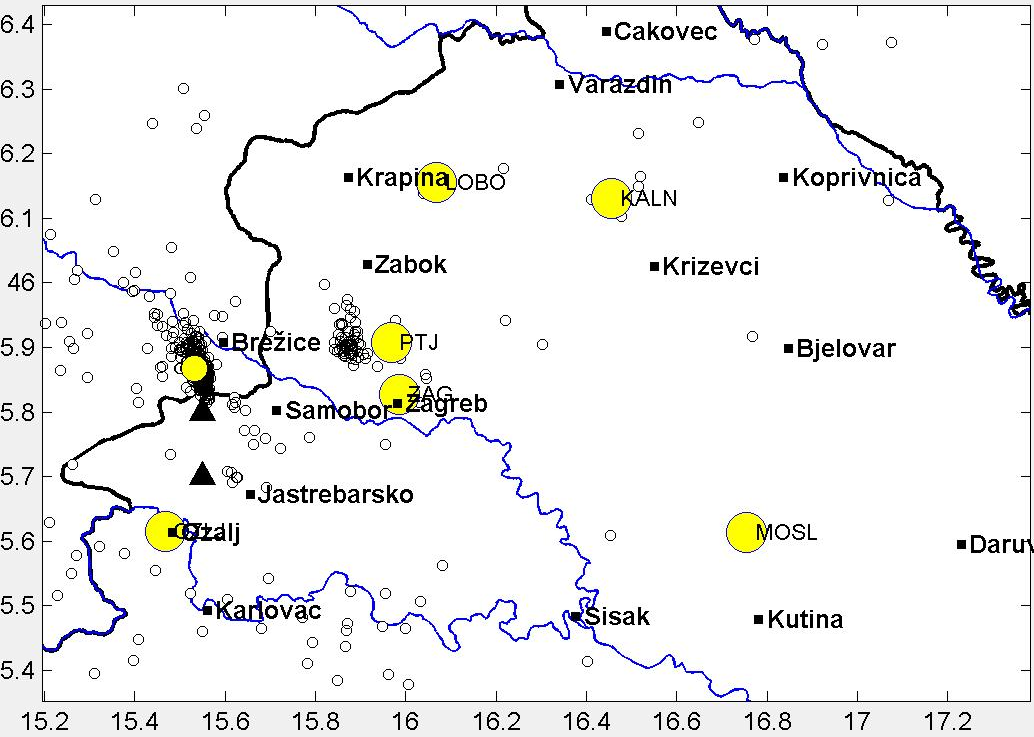 6.4
Cakovec
6.3
Varazdin
6.2
Krapina
LOBO
KALN
Koprivnica
6.1
Zabok
Krizevci
46
5.9
Brežice
PTJ
Bjelovar
5.8
Samobor
ZAG
Zagreb
5.7
Jastrebarsko
5.6
Ozalj
MOSL
Daruv
5.5
Karlovac
Sisak
Kutina
5.4
15.2 15.4 15.6 15.8 16 16.2 16.4 16.6 16.8 17 17.2